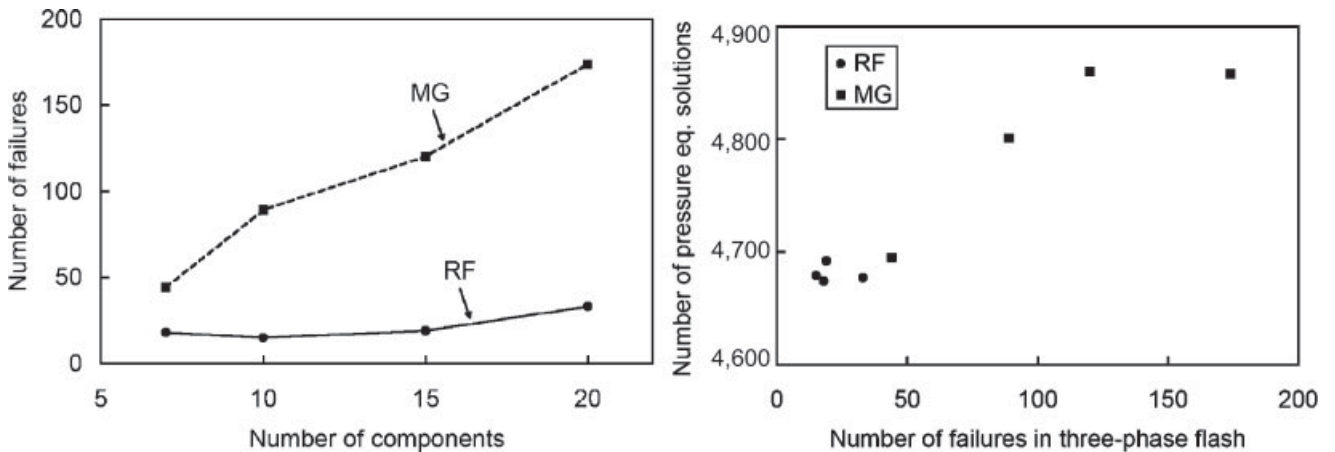 Number of failures
200
150
100
50
0
MG
RF
5
10
15
20
Number of components
Number of pressure eq. solutions
4,900
4,800
4,700
4,600
RF
MG
0
50
100
150
200
Number of failures in three-phase flash